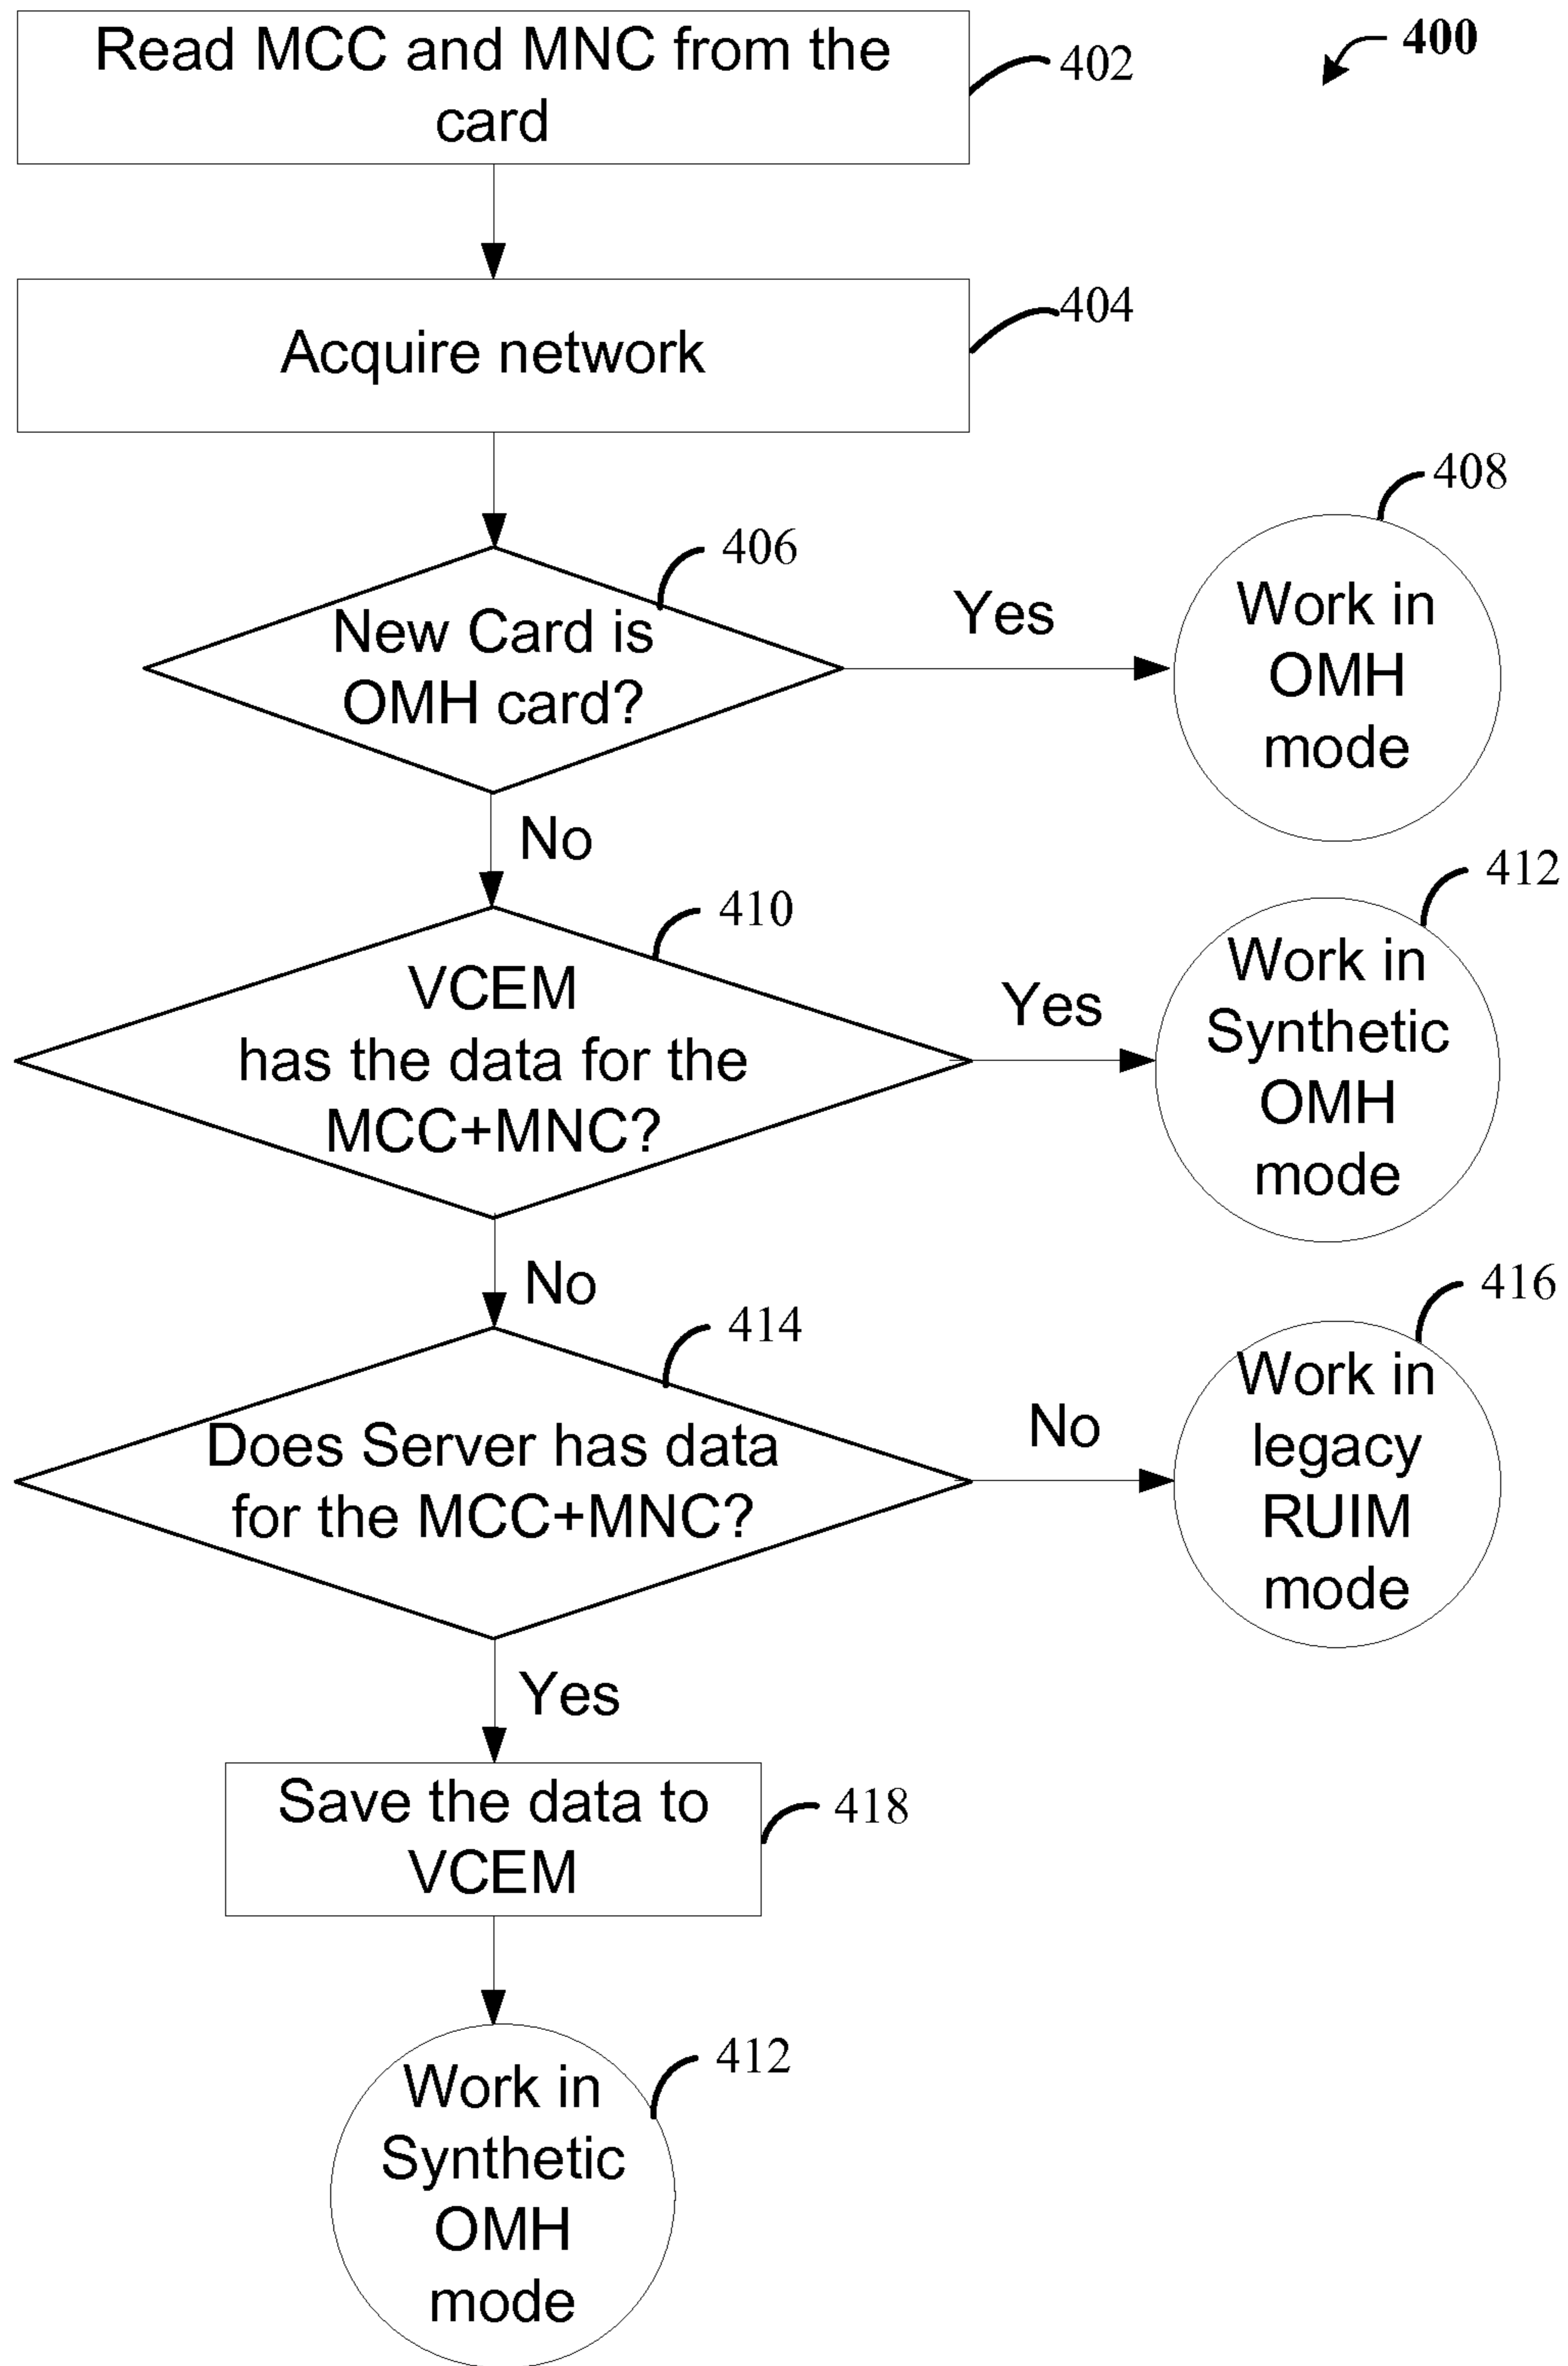 Read MCC and MNC from the
card
402
400
Acquire network
404
New Card is
OMH card?
406
Yes
Work in
OMH
mode
408
No
VCEM
has the data for the
MCC+MNC?
410
Yes
Work in
Synthetic
OMH
mode
412
No
Does Server has data
for the MCC+MNC?
414
No
Work in
legacy
RUIM
mode
416
Yes
Save the data to
VCEM
418
Work in
Synthetic
OMH
mode
412